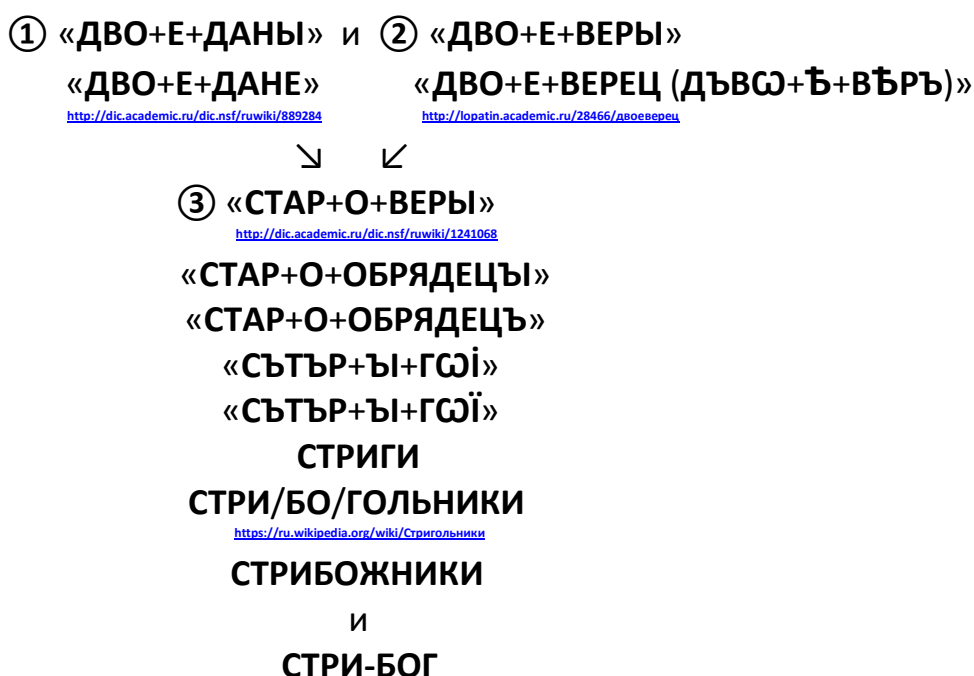 ① «ДВО+Е+ДАНЫ» и ② «ДВО+Е+ВЕРЫ»
«ДВО+Е+ДАНЕ» «ДВО+Е+ВЕРЕЦ (ДЪВѠ+Ѣ+ВѢРЪ)»
http://dic.academic.ru/dic.nsf/ruwiki/889284 http://lopatin.academic.ru/28466/двоеверец
↘ ↙
③ «СТАР+О+ВЕРЫ»
http://dic.academic.ru/dic.nsf/ruwiki/1241068
«СТАР+О+ОБРЯДЕЦЪІ»
«СТАР+О+ОБРЯДЕЦЪ»
«СЪТЪР+ЪІ+ГѠі»
«СЪТЪР+ЪІ+ГѠЇ»
СТРИГИ
СТРИ/БО/ГОЛЬНИКИ
https://ru.wikipedia.org/wiki/Стригольники
СТРИБОЖНИКИ
и
СТРИ-БОГ